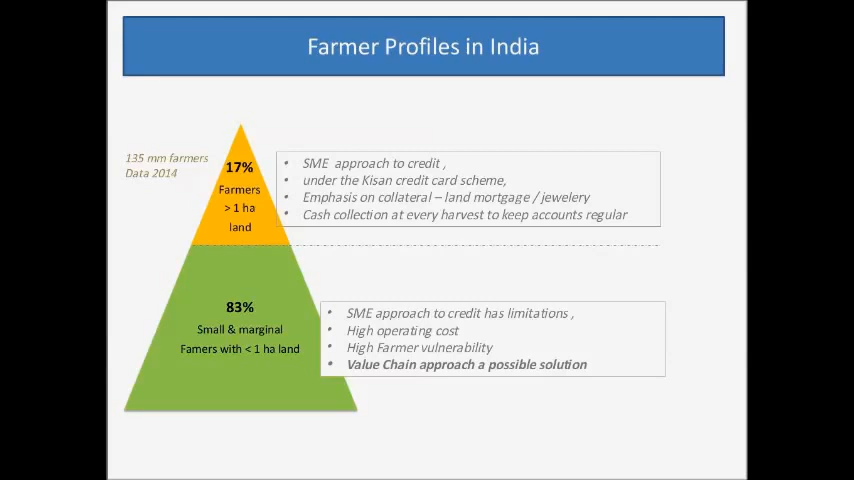 Farmer Profiles in India
135 mm farmers
Data 2014
17%
Farmers
> 1 ha
land
• SME approach to credit ,
• under the Kisan credit card scheme,
• Emphasis on collateral – land mortgage / jewelery
• Cash collection at every harvest to keep accounts regular
83%
Small & marginal
Famers with < 1 ha land
• SME approach to credit has limitations ,
• High operating cost
• High Farmer vulnerability
• Value Chain approach a possible solution